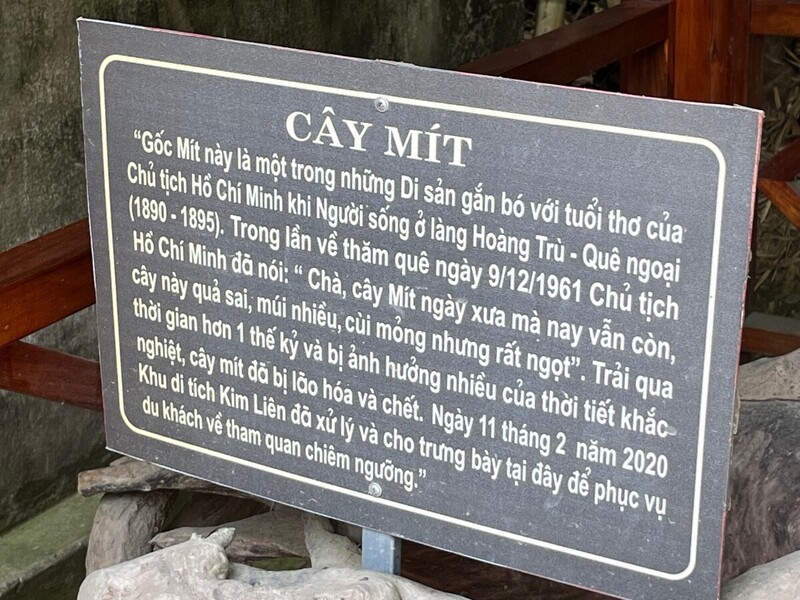 CÂY MÍT
“Gốc Mít này là một trong những Di sản gắn bó với tuổi thơ của
Chủ tịch Hồ Chí Minh khi Người sống ở làng Hoàng Trù - Quê ngoại
(1890 - 1895). Trong lần về thăm quê ngày 9/12/1961 Chủ tịch
Hồ Chí Minh đã nói: “ Chà, cây Mít ngày xưa mà nay vẫn còn,
cây này quả sai, múi nhiều, cùi mỏng nhưng rất ngọt”. Trải qua
thời gian hơn 1 thế kỷ và bị ảnh hưởng nhiều của thời tiết khắc
nghiệt, cây mít đã bị lão hóa và chết. Ngày 11 tháng 2 năm 2020
Khu di tích Kim Liên đã xử lý và cho trưng bày tại đây để phục vụ
du khách về tham quan chiêm ngưỡng.”